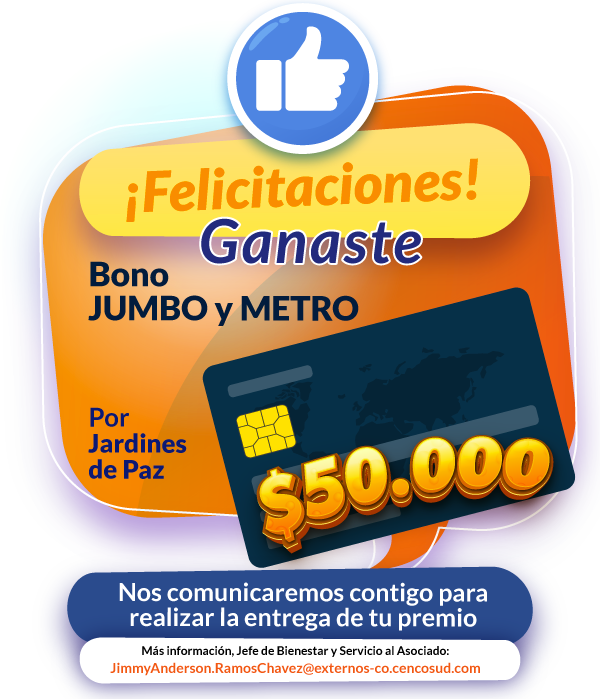 ¡Felicitaciones!
Ganaste
Bono
JUMBO y METRO
Por
Jardines
de Paz
$50.000
Nos comunicaremos contigo para
realizar la entrega de tu premio
Más información, Jefe de Bienestar y Servicio al Asociado:
JimmyAnderson.RamosChavez@externos-co.cencosud.com